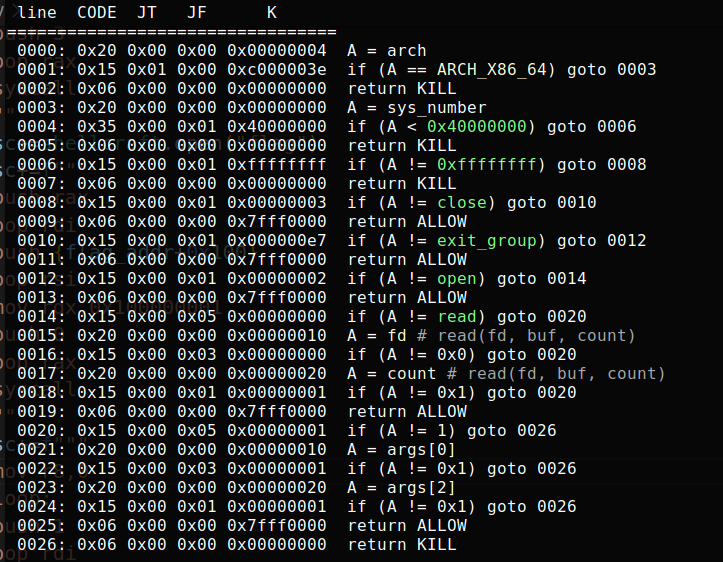 line CODE JT JF K
=================================
0000: 0x20 0x00 0x00 0x00000004 A = arch
0001: 0x15 0x01 0x00 0xc000003e if (A == ARCH_X86_64) goto 0003
0002: 0x06 0x00 0x00 0x00000000 return KILL
0003: 0x20 0x00 0x00 0x00000000 A = sys_number
0004: 0x35 0x00 0x01 0x40000000 if (A < 0x40000000) goto 0006
0005: 0x06 0x00 0x00 0x00000000 return KILL
0006: 0x15 0x00 0x01 0xffffffff if (A != 0xffffffff) goto 0008
0007: 0x06 0x00 0x00 0x00000000 return KILL
0008: 0x15 0x00 0x01 0x00000003 if (A != close) goto 0010
0009: 0x06 0x00 0x00 0x7fff0000 return ALLOW
0010: 0x15 0x00 0x01 0x000000e7 if (A != exit_group) goto 0012
0011: 0x06 0x00 0x00 0x7fff0000 return ALLOW
0012: 0x15 0x00 0x01 0x00000002 if (A != open) goto 0014
0013: 0x06 0x00 0x00 0x7fff0000 return ALLOW
0014: 0x15 0x00 0x05 0x00000000 if (A != read) goto 0020
0015: 0x20 0x00 0x00 0x00000010 A = fd # read(fd, buf, count)
0016: 0x15 0x00 0x03 0x00000000 if (A != 0x0) goto 0020
0017: 0x20 0x00 0x00 0x00000020 A = count # read(fd, buf, count)
0018: 0x15 0x00 0x01 0x00000001 if (A != 0x1) goto 0020
0019: 0x06 0x00 0x00 0x7fff0000 return ALLOW
0020: 0x15 0x00 0x05 0x00000001 if (A != 1) goto 0026
0021: 0x20 0x00 0x00 0x00000010 A = args[0]
0022: 0x15 0x00 0x03 0x00000001 if (A != 0x1) goto 0026
0023: 0x20 0x00 0x00 0x00000020 A = args[2]
0024: 0x15 0x00 0x01 0x00000001 if (A != 0x1) goto 0026
0025: 0x06 0x00 0x00 0x7fff0000 return ALLOW
0026: 0x06 0x00 0x00 0x00000000 return KILL